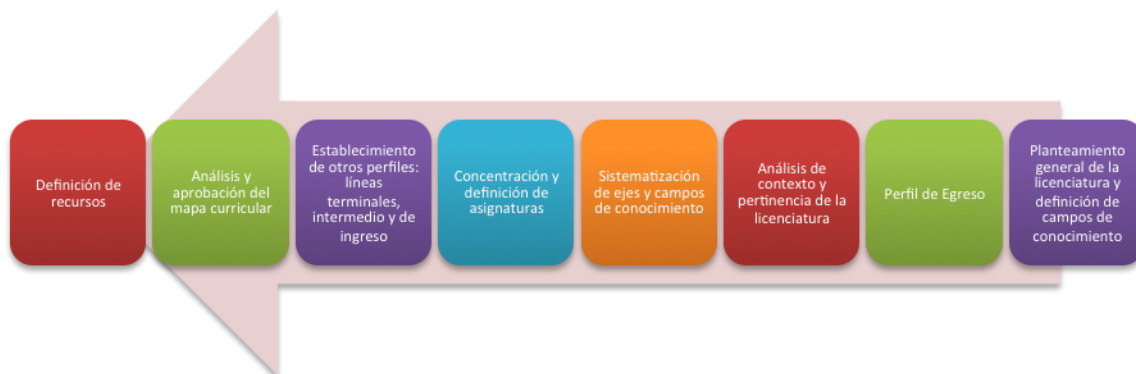 Definición de
recursos
Análisis y
aprobación del
mapa curricular
Establecimiento
de otros perfiles:
líneas
terminales,
intermedio y de
ingreso
Concentración y
definición de
asignaturas
Sistematización
de ejes y campos
de conocimiento
Análisis de
contexto y
pertinencia de la
licenciatura
Perfil de Egreso
Planteamiento
general de la
licenciatura y
definición de
campos de
conocimiento